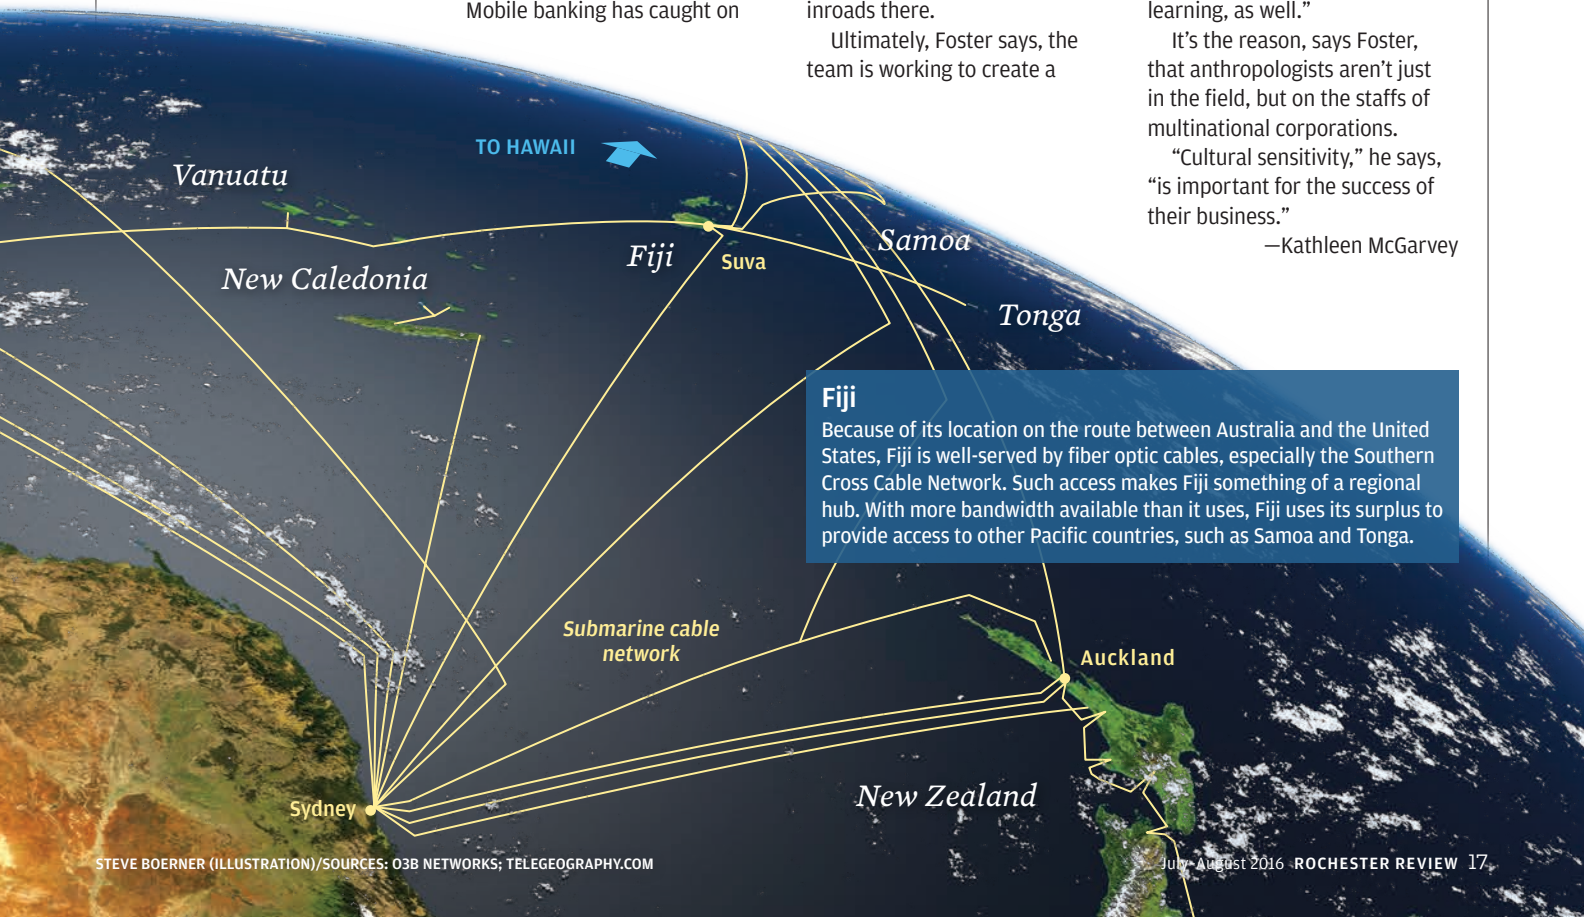 Mobile banking has caught on
inroads there.
Ultimately, Foster says, the
team is working to create a
learning, as well.”
It’s the reason, says Foster,
that anthropologists aren’t just
in the field, but on the staffs of
multinational corporations.
“Cultural sensitivity,” he says,
“is important for the success of
their business.”
—Kathleen McGarvey
TO HAWAII
Vanuatu
New Caledonia
Fiji
Suva
Samoa
Tonga
Fiji
Because of its location on the route between Australia and the United
States, Fiji is well-served by fiber optic cables, especially the Southern
Cross Cable Network. Such access makes Fiji something of a regional
hub. With more bandwidth available than it uses, Fiji uses its surplus to
provide access to other Pacific countries, such as Samoa and Tonga.
Submarine cable
network
Auckland
New Zealand
Sydney
STEVE BOERNER (ILLUSTRATION)/SOURCES: O3B NETWORKS; TELEGEOGRAPHY.COM
July–August 2016 ROCHESTER REVIEW 17